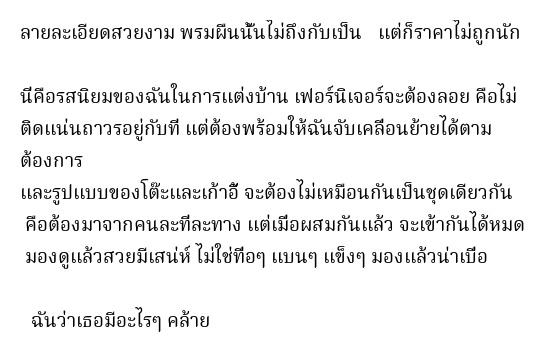 ลายละเอียดสวยงาม พรมผืนนั้นไม่ถึงกับเป็น   แต่ก็ราคาไม่ถูกนัก
นี่คือรสนิยมของฉันในการแต่งบ้าน เฟอร์นิเจอร์จะต้องลอย คือไม่
ติดแน่นถาวรอยู่กับที่ แต่ต้องพร้อมให้ฉันจับเคลื่อนย้ายได้ตาม
ต้องการ
และรูปแบบของโต๊ะและเก้าอี้ จะต้องไม่เหมือนกันเป็นชุดเดียวกัน
คือต้องมาจากคนละทีละทาง แต่เมื่อผสมกันแล้ว จะเข้ากันได้หมด
มองดูแล้วสวยมีเสน่ห์ ไม่ใช่ทื่อๆ แบนๆ แข็งๆ มองแล้วน่าเบื่อ
ฉันว่าเธอมีอะไรๆ คล้าย